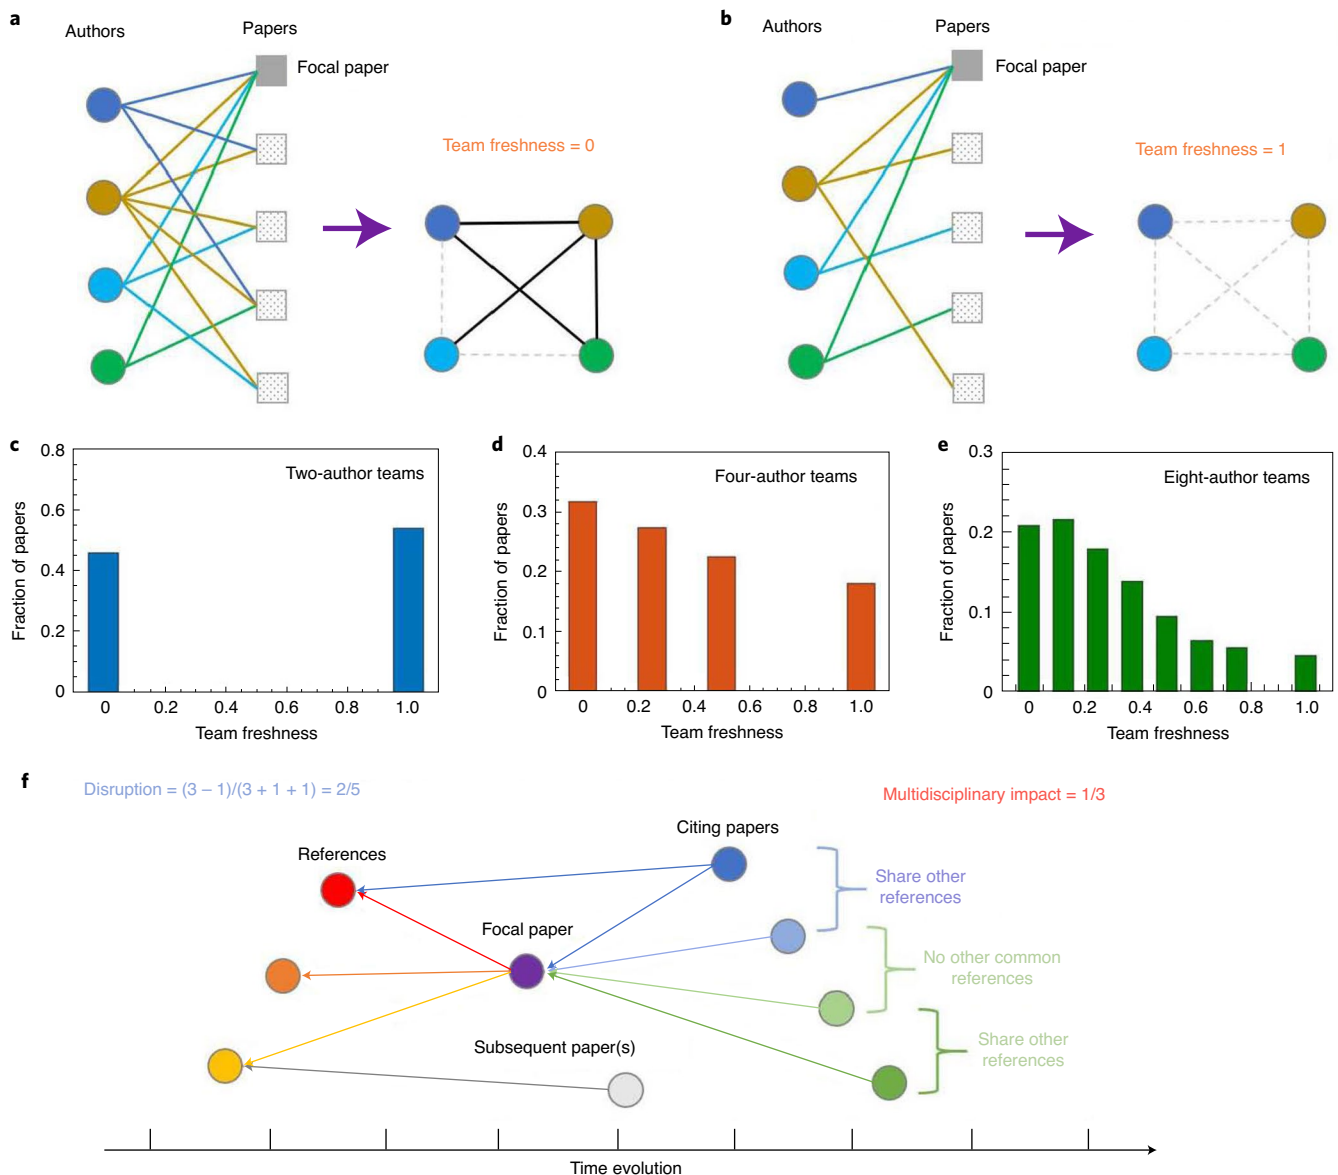 a
Authors
Papers
Focal paper
Team freshness = 0
b
Authors
Papers
Focal paper
Team freshness = 1
c
Fraction of papers
0.8
0.6
0.4
0.2
0
Two-author teams
0 0.2 0.4 0.6 0.8 1.0
Team freshness
d
Fraction of papers
0.4
0.3
0.2
0.1
0
Four-author teams
0 0.2 0.4 0.6 0.8 1.0
Team freshness
e
Fraction of papers
0.3
0.2
0.1
0
Eight-author teams
0 0.2 0.4 0.6 0.8 1.0
Team freshness
f
Disruption = (3 − 1)/(3 + 1 + 1) = 2/5
Multidisciplinary impact = 1/3
Citing papers
References
Share other
references
Focal paper
No other common
references
Subsequent paper(s)
Share other
references
Time evolution